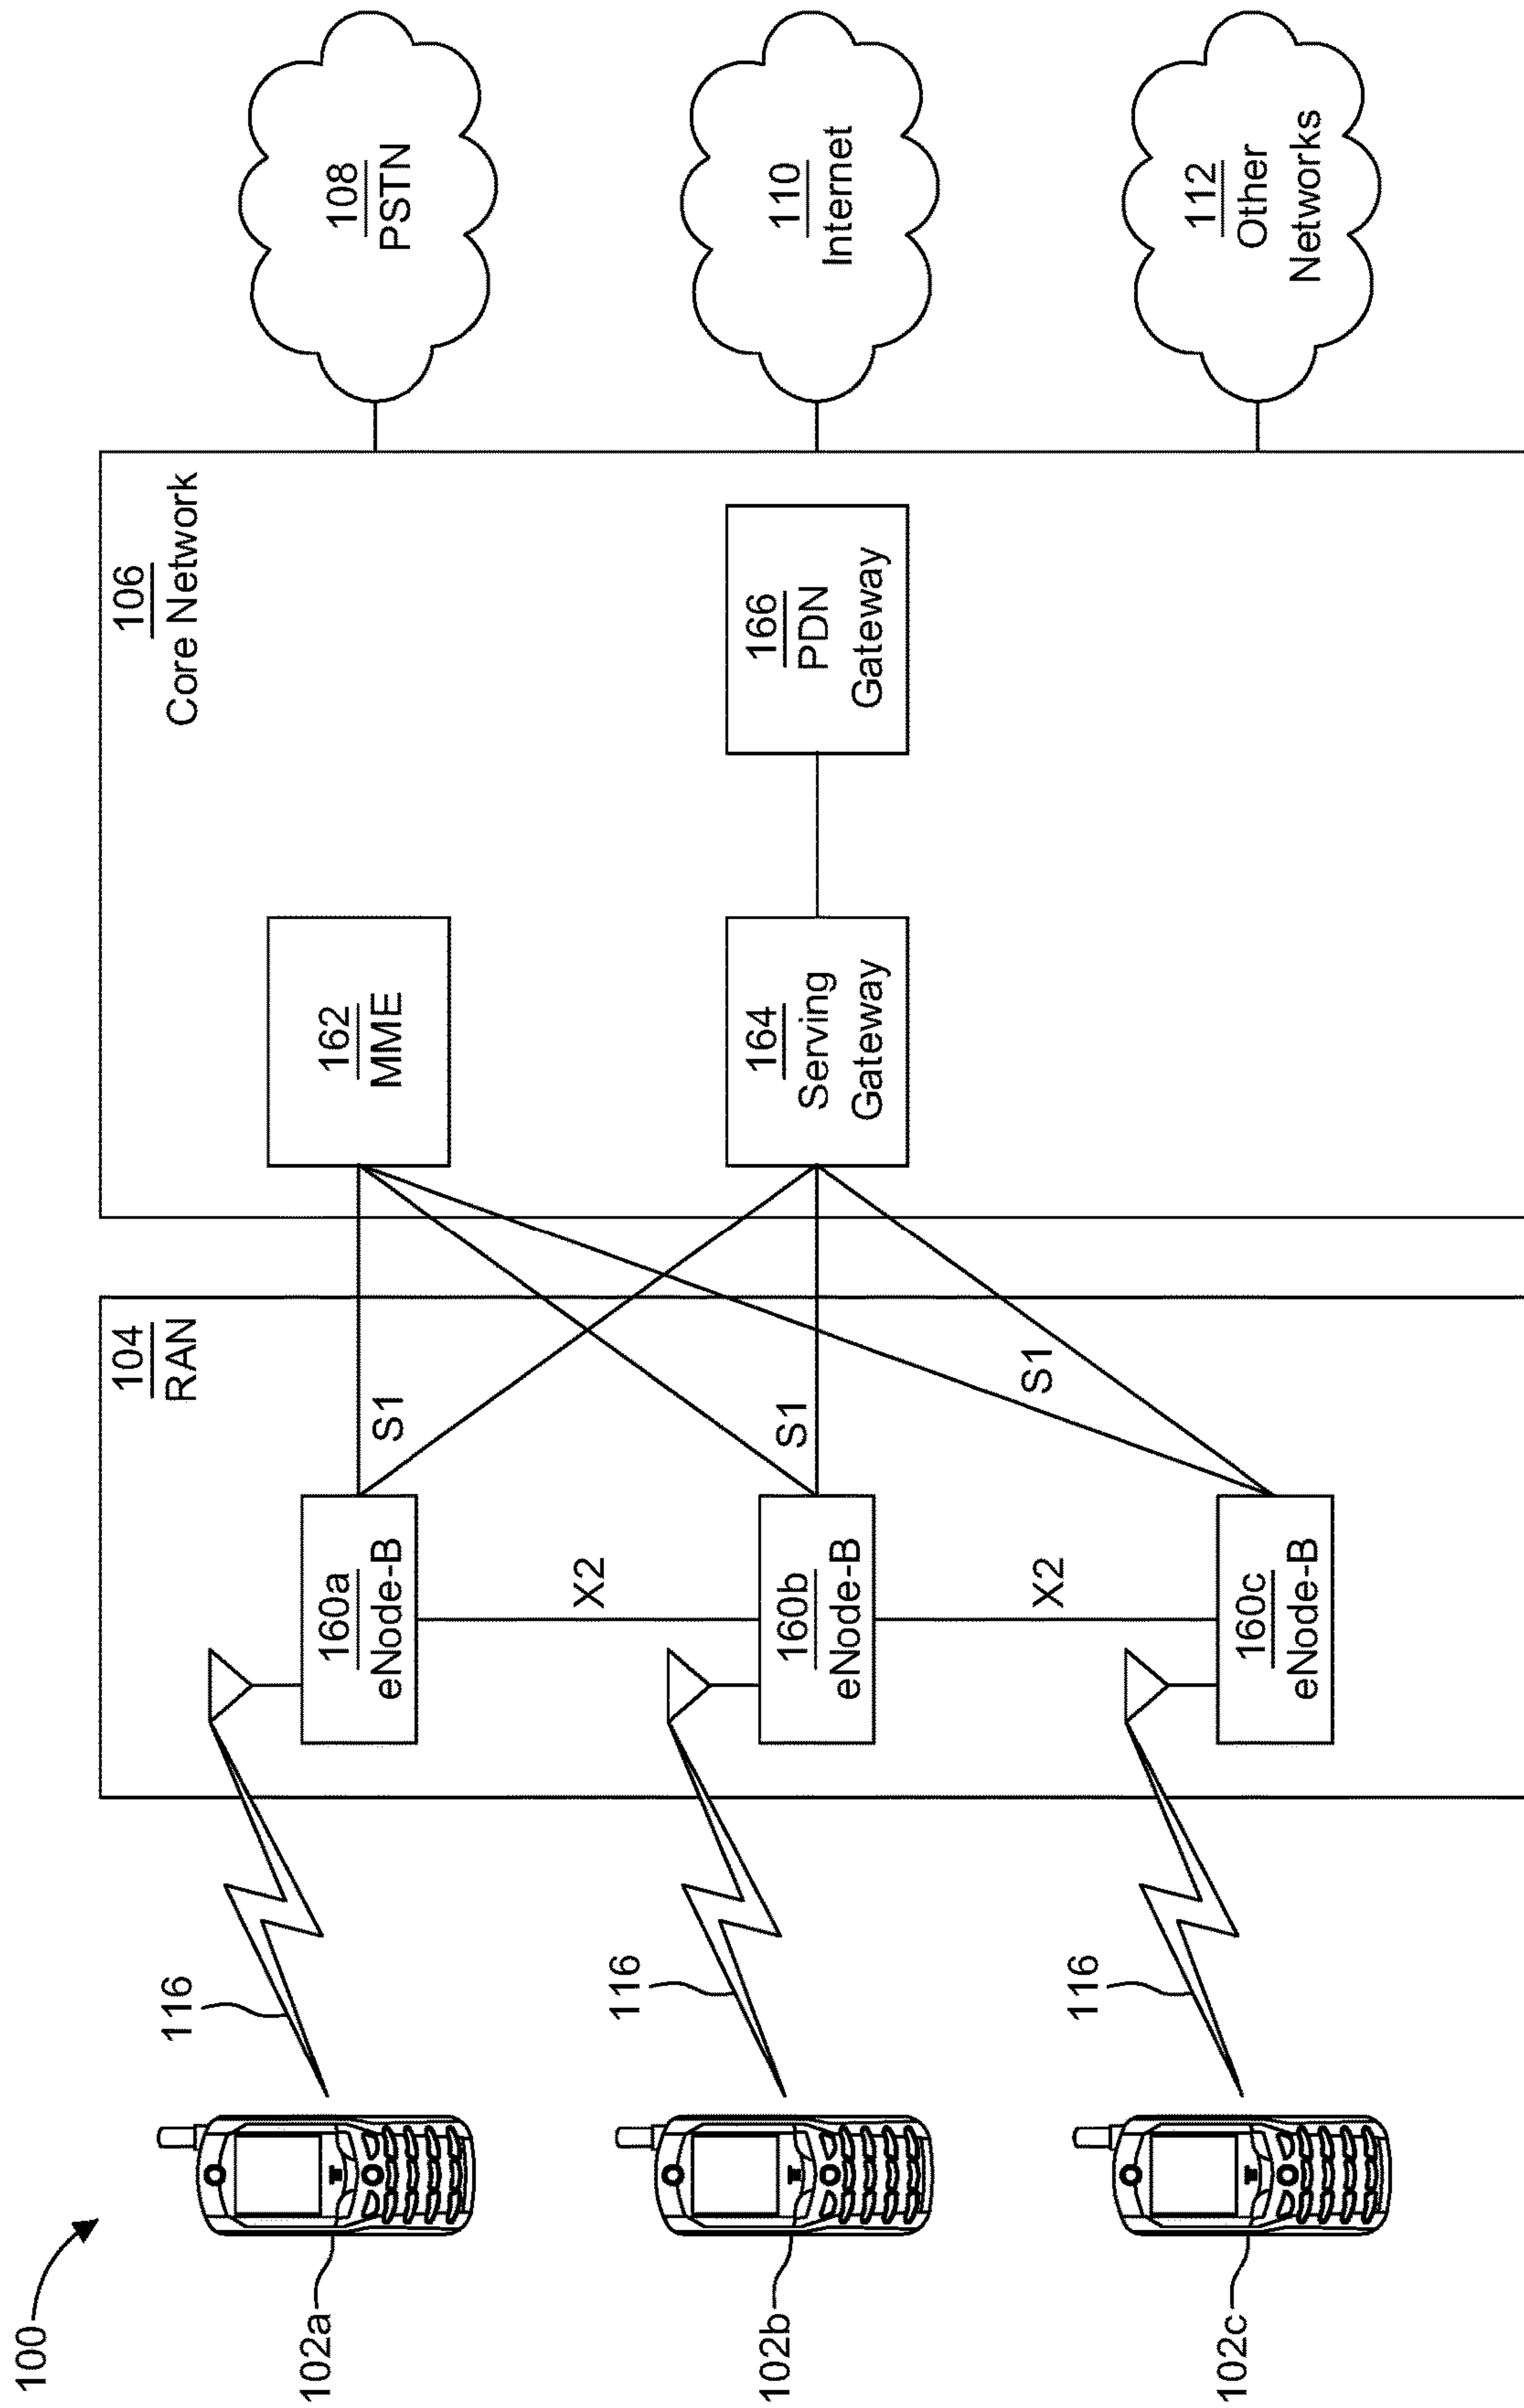 100
102a
102b
102c
116
116
116
104
RAN
160a
eNode-B
160b
eNode-B
160c
eNode-B
X2
X2
S1
S1
S1
106
Core Network
162
MME
164
Serving
Gateway
166
PDN
Gateway
108
PSTN
110
Internet
112
Other
Networks